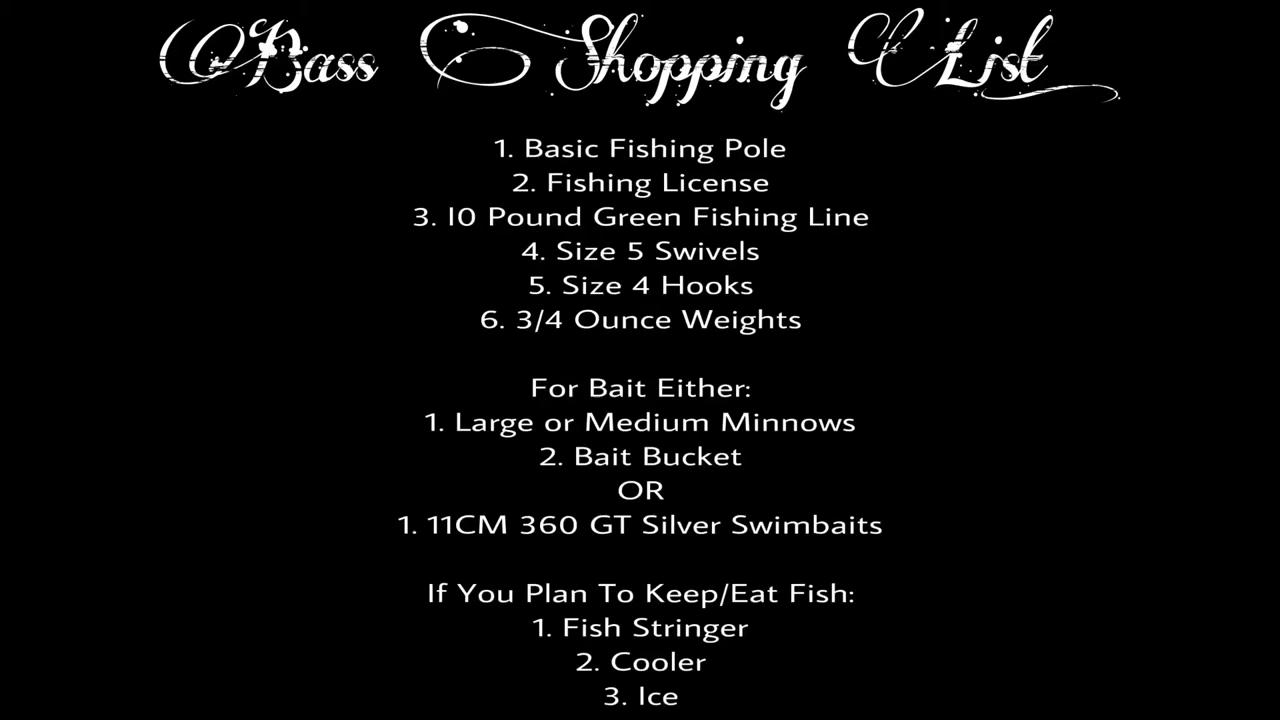 Bass Shopping List
1. Basic Fishing Pole
2. Fishing License
3. I0 Pound Green Fishing Line
4. Size 5 Swivels
5. Size 4 Hooks
6. 3/4 Ounce Weights
For Bait Either:
1. Large or Medium Minnows
2. Bait Bucket
OR
1. 11CM 360 GT Silver Swimbaits
If You Plan To Keep/Eat Fish:
1. Fish Stringer
2. Cooler
3. Ice